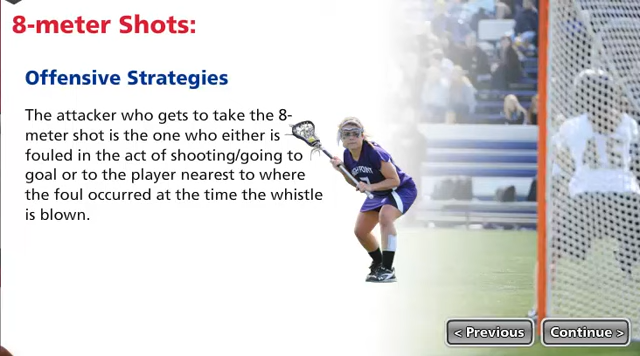 8-meter Shots:
Offensive Strategies
The attacker who gets to take the 8-
meter shot is the one who either is
fouled in the act of shooting/going to
goal or to the player nearest to where
the foul occurred at the time the whistle
is blown.
< Previous
Continue >